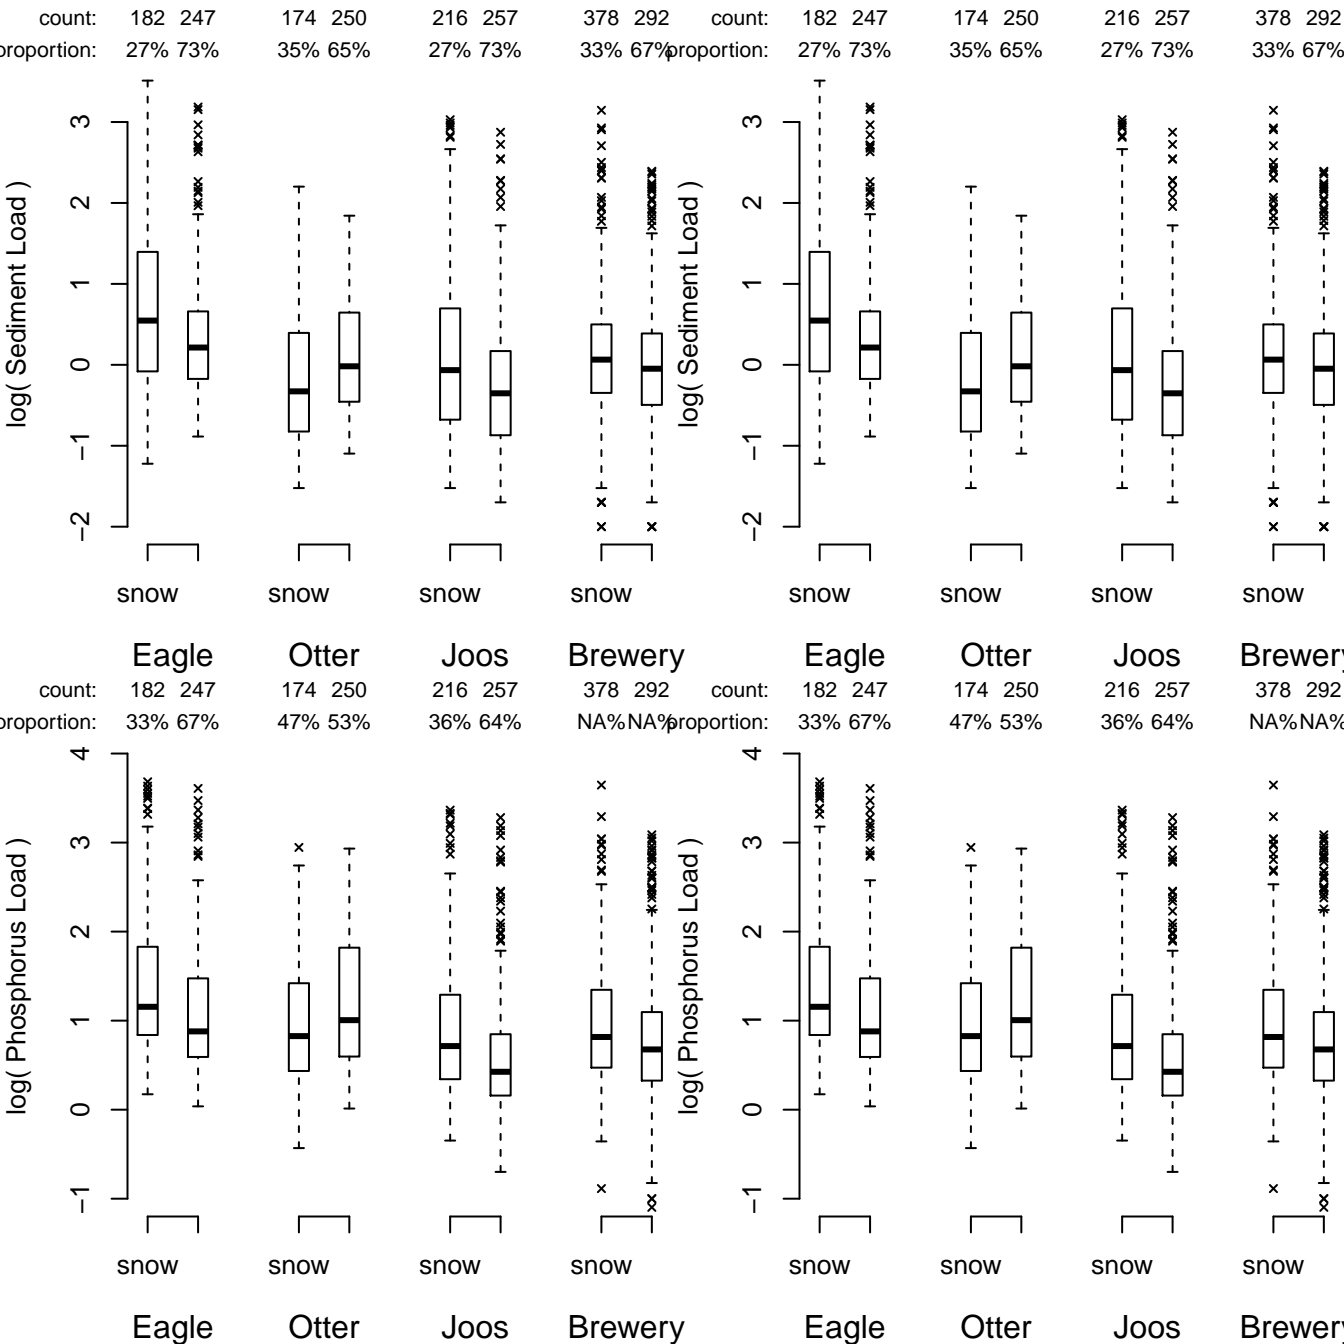 count: 182 247 174 250 216 257 378 292 count: 182 247 174 250 216 257 378 292
proportion: 27% 73% 35% 65% 27% 73% 33% 67% proportion: 27% 73% 35% 65% 27% 73% 33% 67%
log( Sediment Load )
3
2
1
0
−1
−2
snow snow snow snow
Eagle Otter Joos Brewery
log( Sediment Load )
3
2
1
0
−1
−2
snow snow snow snow
Eagle Otter Joos Brewery
count: 182 247 174 250 216 257 378 292 count: 182 247 174 250 216 257 378 292
proportion: 33% 67% 47% 53% 36% 64% NA% NA% proportion: 33% 67% 47% 53% 36% 64% NA% NA%
log( Phosphorus Load )
4
3
2
1
0
−1
snow snow snow snow
Eagle Otter Joos Brewery
log( Phosphorus Load )
4
3
2
1
0
−1
snow snow snow snow
Eagle Otter Joos Brewery